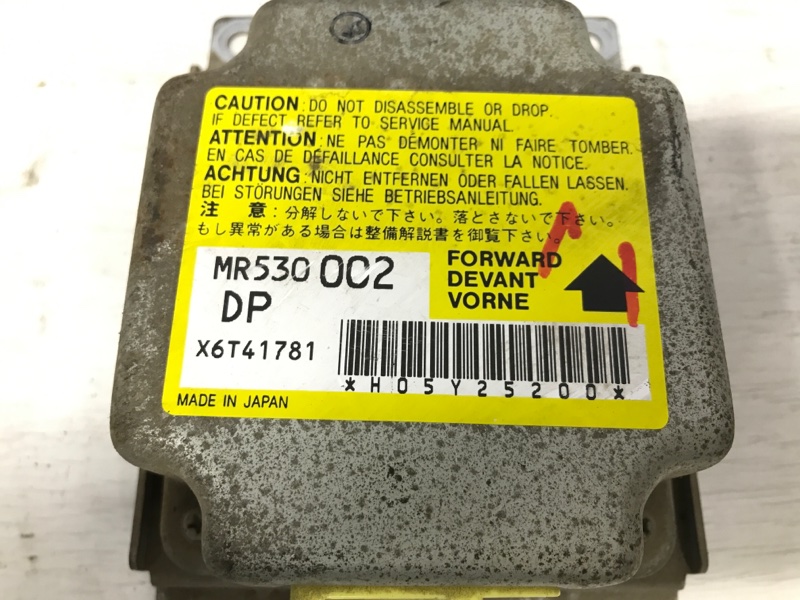 CAUTION: DO NOT DISASSEMBLE OR DROP.
IF DEFECT REFER TO SERVICE MANUAL.
ATTENTION: NE PAS DÉMONTER NI FAIRE TOMBER.
EN CAS DE DÉFAILLANCE CONSULTER LA NOTICE.
ACHTUNG: NICHT ENTFERNEN ODER FALLEN LASSEN.
BEI STÖRUNGEN SIEHE BETRIEBSANLEITUNG.
注 意:分解しないで下さい。落とさないで下さい。
もし異常がある場合は整備解説書を御覧下さい。
MR530002
DP
X6T41781
FORWARD
DEVANT
VORNE
*H05Y25200*
MADE IN JAPAN